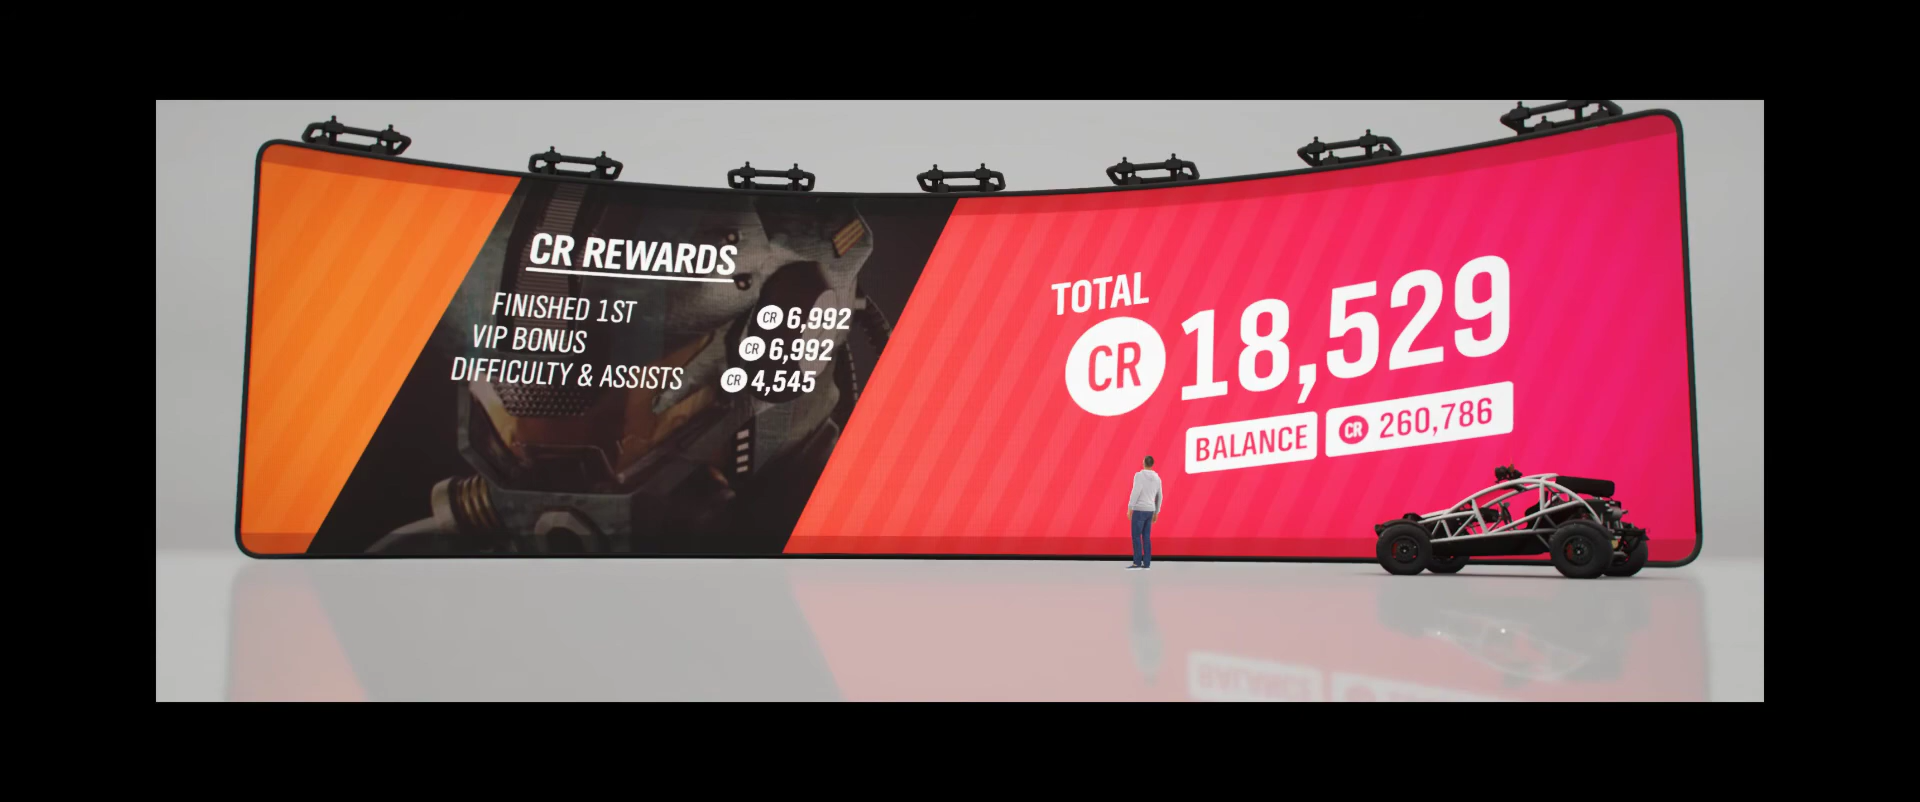 CR REWARDS
FINISHED 1ST CR 6,992
VIP BONUS CR 6,992
DIFFICULTY & ASSISTS CR 4,545
TOTAL
CR 18,529
BALANCE CR 260,786